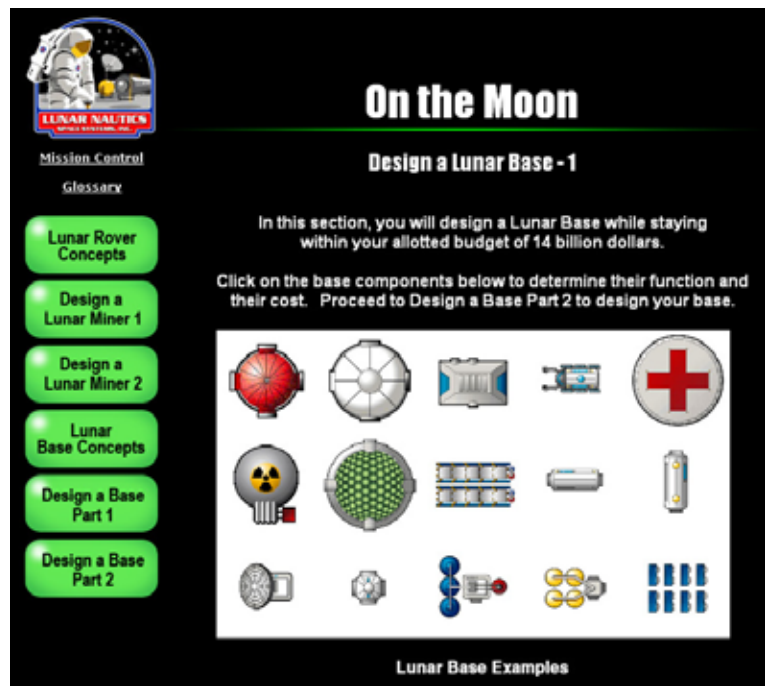 LUNAR NAUTICS
SPACE SYSTEMS, INC.
Mission Control
Glossary
Lunar Rover
Concepts
Design a
Lunar Miner 1
Design a
Lunar Miner 2
Lunar
Base Concepts
Design a Base
Part 1
Design a Base
Part 2
On the Moon
Design a Lunar Base - 1
In this section, you will design a Lunar Base while staying
within your allotted budget of 14 billion dollars.
Click on the base components below to determine their function and
their cost. Proceed to Design a Base Part 2 to design your base.
Lunar Base Examples